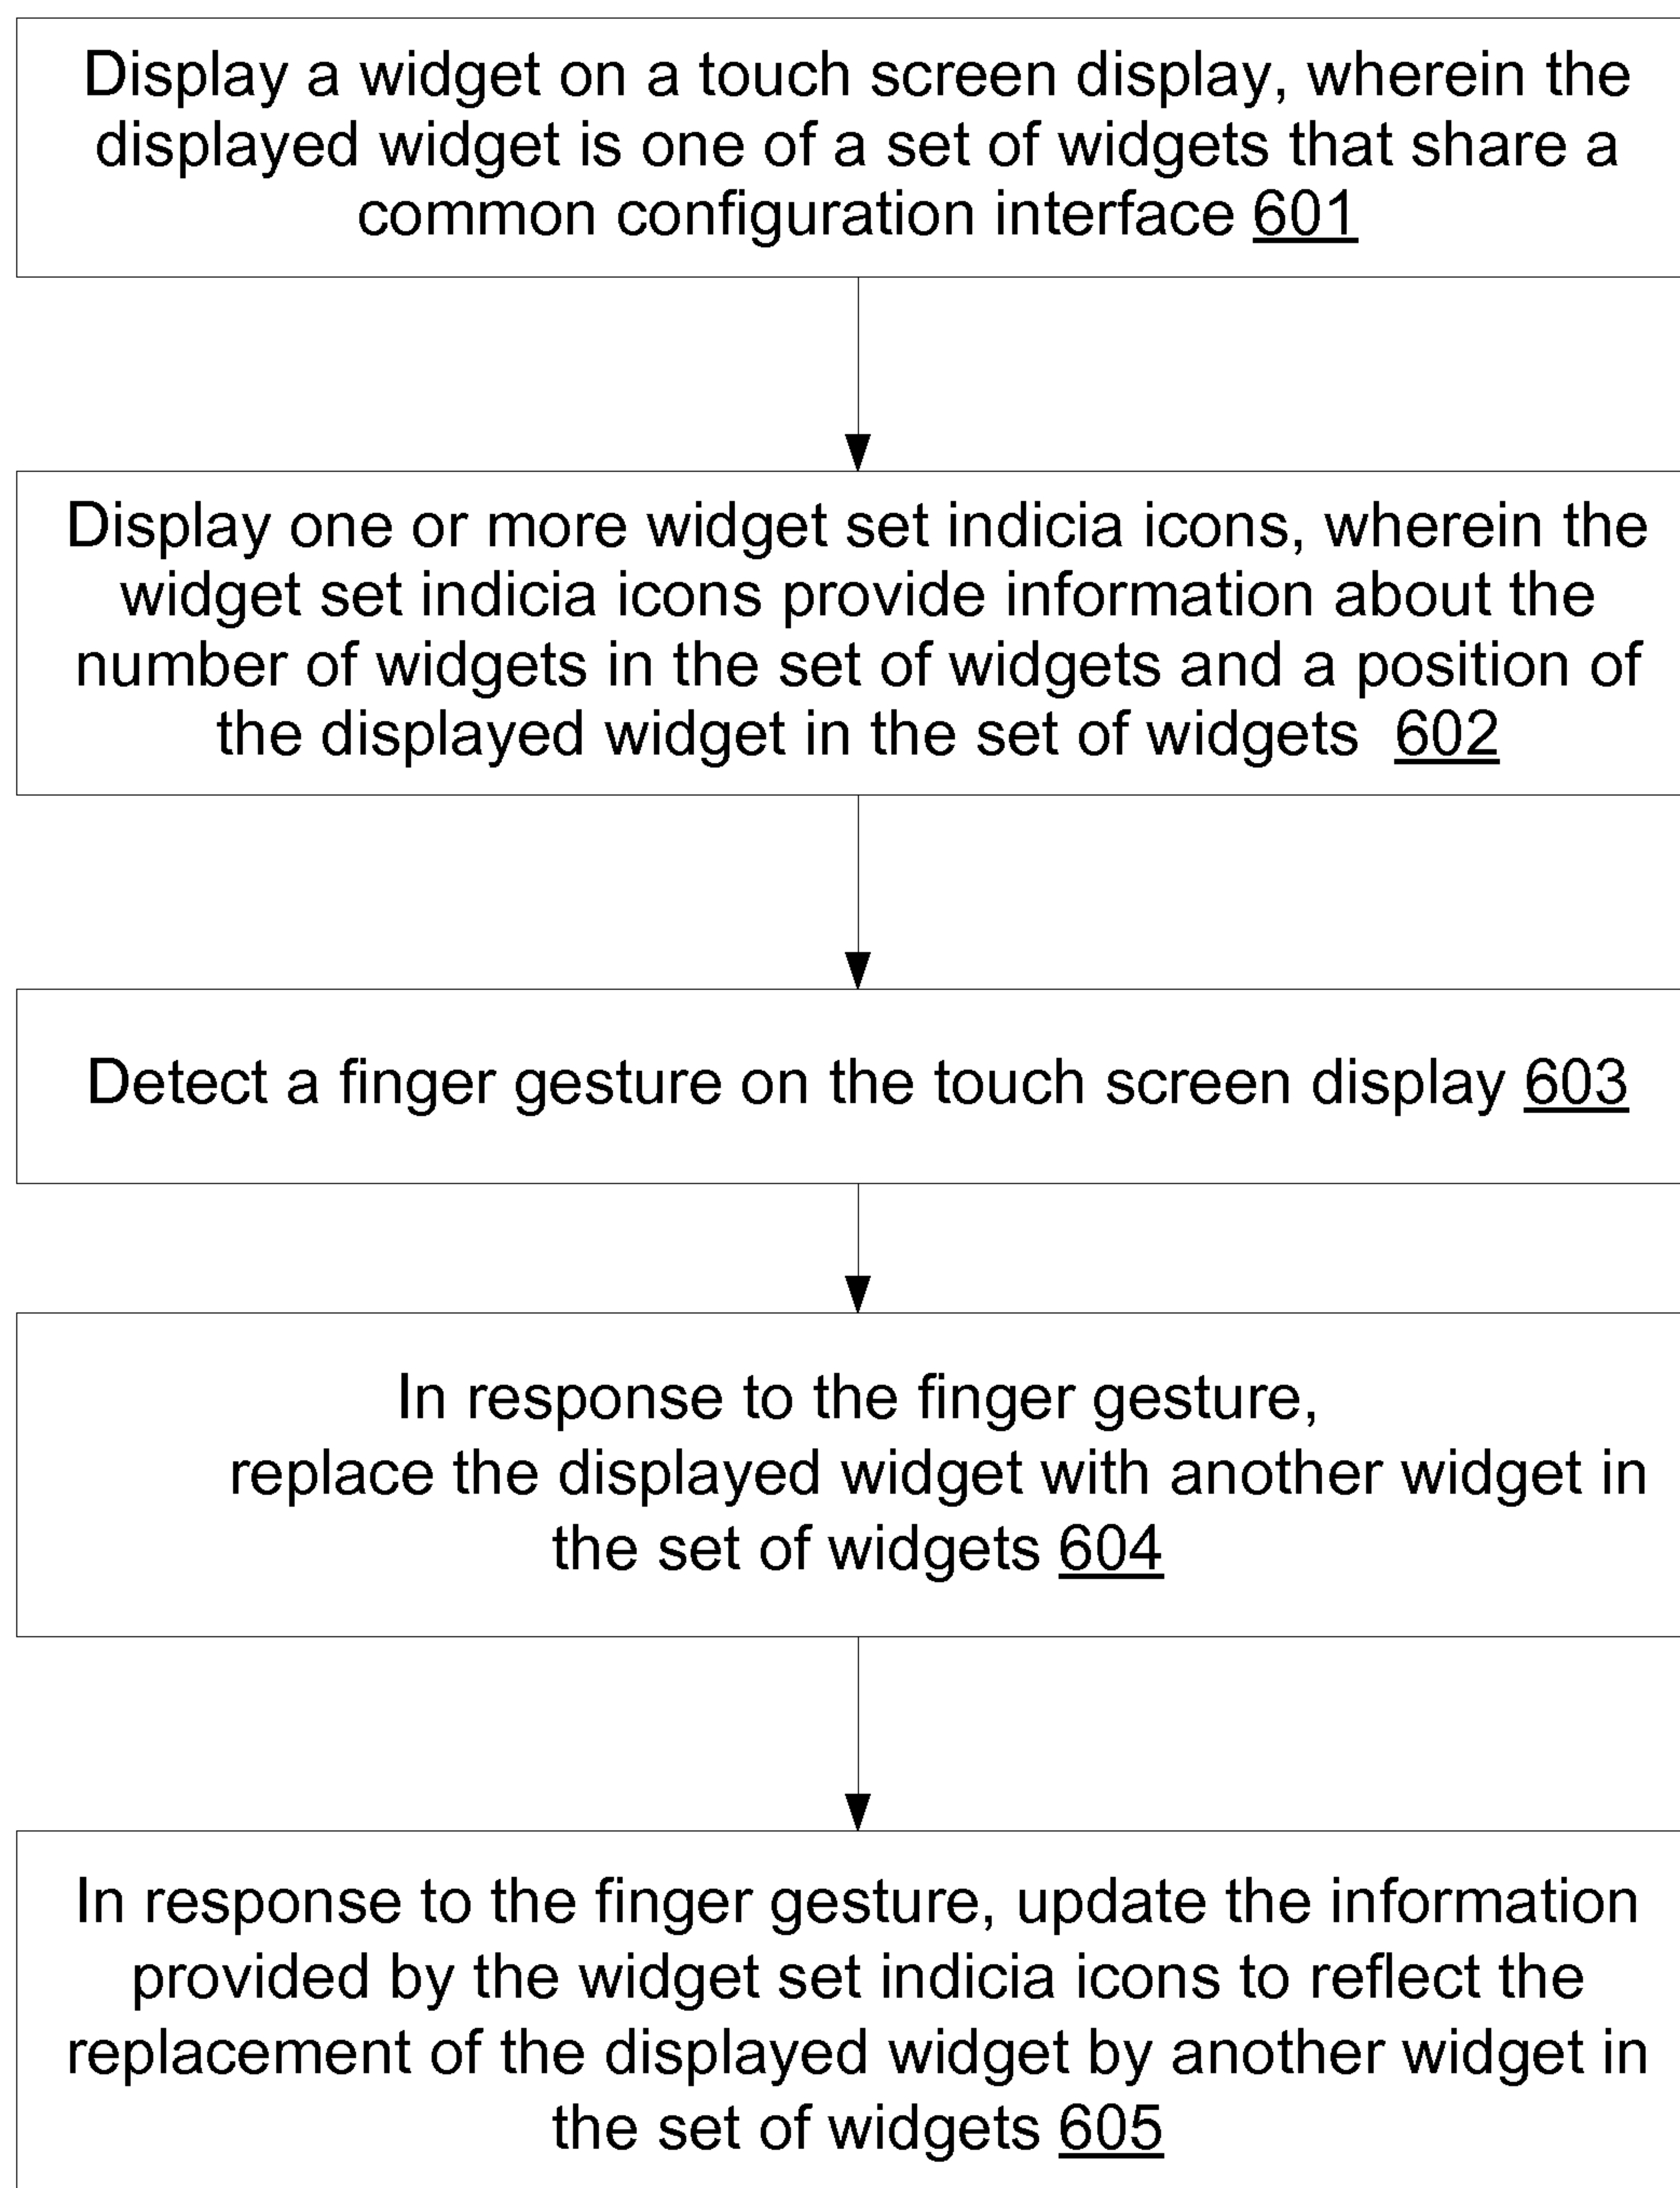 Display a widget on a touch screen display, wherein the
displayed widget is one of a set of widgets that share a
common configuration interface 601
Display one or more widget set indicia icons, wherein the
widget set indicia icons provide information about the
number of widgets in the set of widgets and a position of
the displayed widget in the set of widgets 602
Detect a finger gesture on the touch screen display 603
In response to the finger gesture,
replace the displayed widget with another widget in
the set of widgets 604
In response to the finger gesture, update the information
provided by the widget set indicia icons to reflect the
replacement of the displayed widget by another widget in
the set of widgets 605